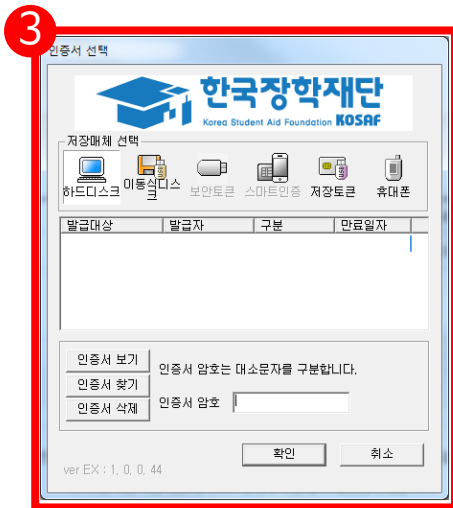 3
인증서 선택
한국장학재단
Korea Student Aid Foundation KOSAF
저장매체 선택
하드디스크 이동식디스크 보안토큰 스마트인증 저장토큰 휴대폰
발급대상 발급자 구분 만료일자
인증서 보기
인증서 암호는 대소문자를 구분합니다.
인증서 찾기
인증서 삭제 인증서 암호
확인 취소
ver EX : 1, 0, 0, 44